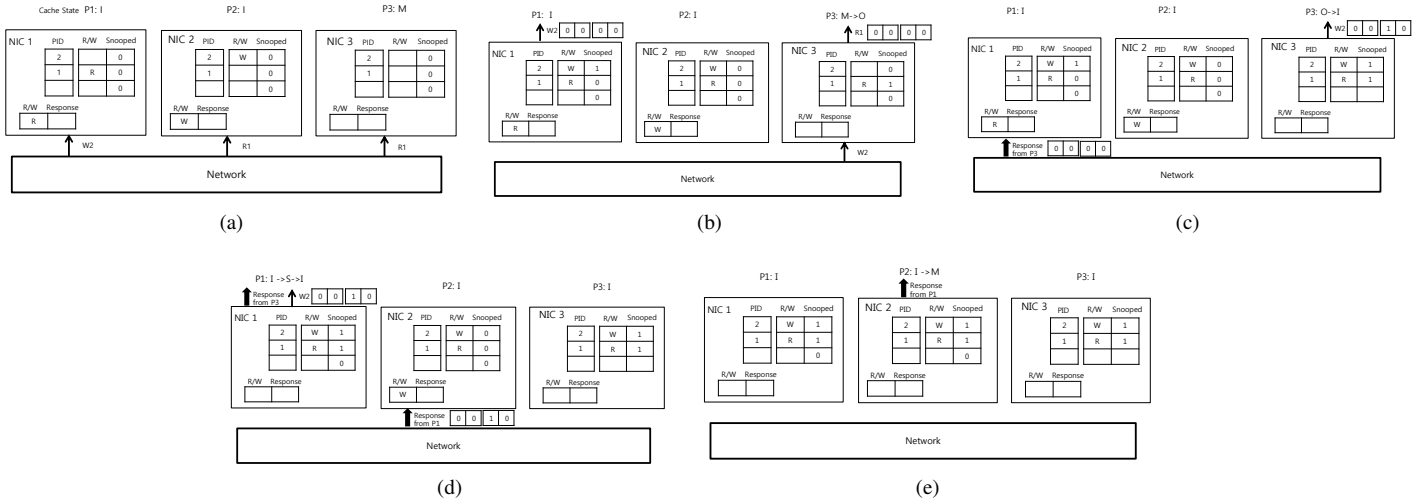 Cache State P1: I P2: I P3: M
NIC 1 PID R/W Snooped NIC 2 PID R/W Snooped NIC 3 PID R/W Snooped
2 0 2 W 0 2 0
1 R 0 1 0 1 0
0 0 0
R/W Response R/W Response R/W Response
R W
W2 R1 R1
Network
(a)
P1: I P2: I P3: M->O
W2 0 0 0 0 R1 0 0 0 0
NIC 1 PID R/W Snooped NIC 2 PID R/W Snooped NIC 3 PID R/W Snooped
2 W 1 2 W 0 2 0
1 R 0 1 R 0 1 R 1
0 0 0
R/W Response R/W Response R/W Response
R W
W2
Network
(b)
P1: I P2: I P3: O->I
W2 0 0 1 0
NIC 1 PID R/W Snooped NIC 2 PID R/W Snooped NIC 3 PID R/W Snooped
2 W 1 2 W 0 2 W 1
1 R 0 1 R 0 1 R 1
0 0
R/W Response R/W Response R/W Response
R W
Response
from P3 0 0 0 0
Network
(c)
P1: I ->S->I P2: I P3: I
Response
from P3 W2 0 0 1 0
NIC 1 PID R/W Snooped NIC 2 PID R/W Snooped NIC 3 PID R/W Snooped
2 W 1 2 W 0 2 W 1
1 R 1 1 R 0 1 R 1
0 0
R/W Response R/W Response R/W Response
W
Response
from P1 0 0 1 0
Network
(d)
P1: I P2: I ->M P3: I
Response
from P1
NIC 1 PID R/W Snooped NIC 2 PID R/W Snooped NIC 3 PID R/W Snooped
2 W 1 2 W 1 2 W 1
1 R 1 1 R 1 1 R 1
0 0
R/W Response R/W Response R/W Response
Network
(e)